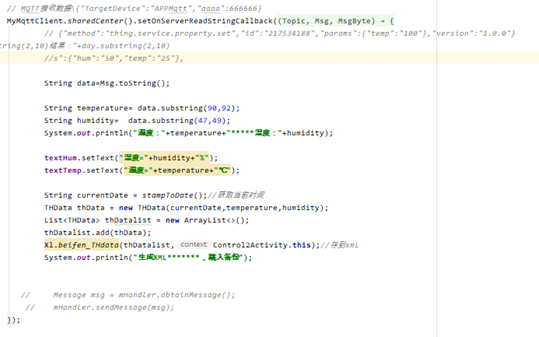 // MQTT接收数据\{"TargetDevice":"APPMqtt","aaaa":666666}
MyMqttClient.sharedCenter().setOnServerReadStringCallback((Topic, Msg, MsgByte) → {
// {"method":"thing.service.property.set","id":"217534188","params":{"temp":"100"},"version":"1.0.0"}
tring(2,10)结果："+day.substring(2,10)
//s":{"hum":"50","temp":"25"},
String data=Msg.toString();
String temperature= data.substring(90,92);
String humidity=  data.substring(47,49);
System.out.println("温度："+temperature+"*****湿度："+humidity);
textHum.setText("湿度="+humidity+"%");
textTemp.setText("温度="+temperature+"℃");
String currentDate = stampToDate();//获取当前时间
THData thData = new THData(currentDate,temperature,humidity);
List<THData> thDatalist = new ArrayList<>();
thDatalist.add(thData);
Xl.beifen_THdata(thDatalist, context: Control2Activity.this);//存到xml
System.out.println("生成XML*******，跳入备份");
//     Message msg = mHandler.obtainMessage();
//    mHandler.sendMessage(msg);
});